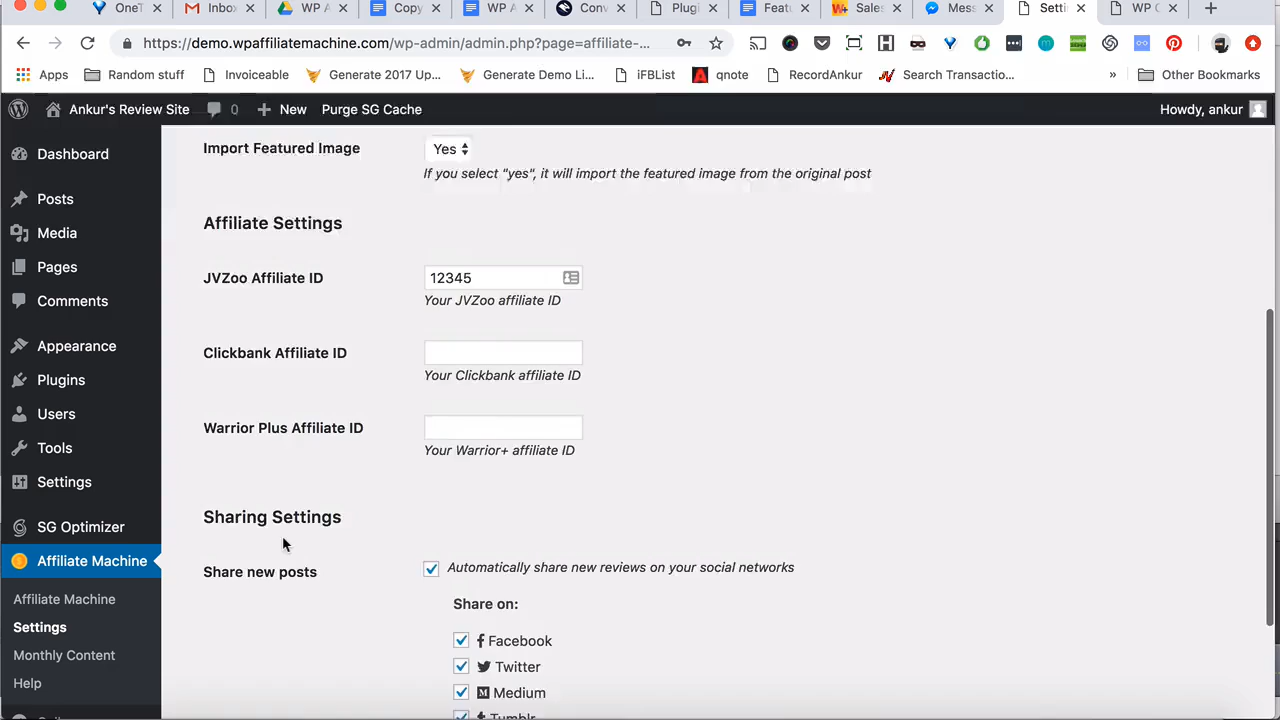 OneT
Inbo
WP A
Copy
WP A
Conv
Plugi
Featu
Sales
Mess
Setti
WP C
https://demo.wpaffiliatemachine.com/wp-admin/admin.php?page=affiliate-...
Apps Random stuff Invoiceable Generate 2017 Up... Generate Demo Li... iFBList qnote RecordAnkur Search Transactio... » Other Bookmarks
Ankur's Review Site 0 + New Purge SG Cache Howdy, ankur
Dashboard
Posts
Media
Pages
Comments
Appearance
Plugins
Users
Tools
Settings
SG Optimizer
Affiliate Machine
Affiliate Machine
Settings
Monthly Content
Help
Import Featured Image Yes
If you select "yes", it will import the featured image from the original post
Affiliate Settings
JVZoo Affiliate ID 12345
Your JVZoo affiliate ID
Clickbank Affiliate ID
Your Clickbank affiliate ID
Warrior Plus Affiliate ID
Your Warrior+ affiliate ID
Sharing Settings
Share new posts Automatically share new reviews on your social networks
Share on:
Facebook
Twitter
Medium
Tumblr